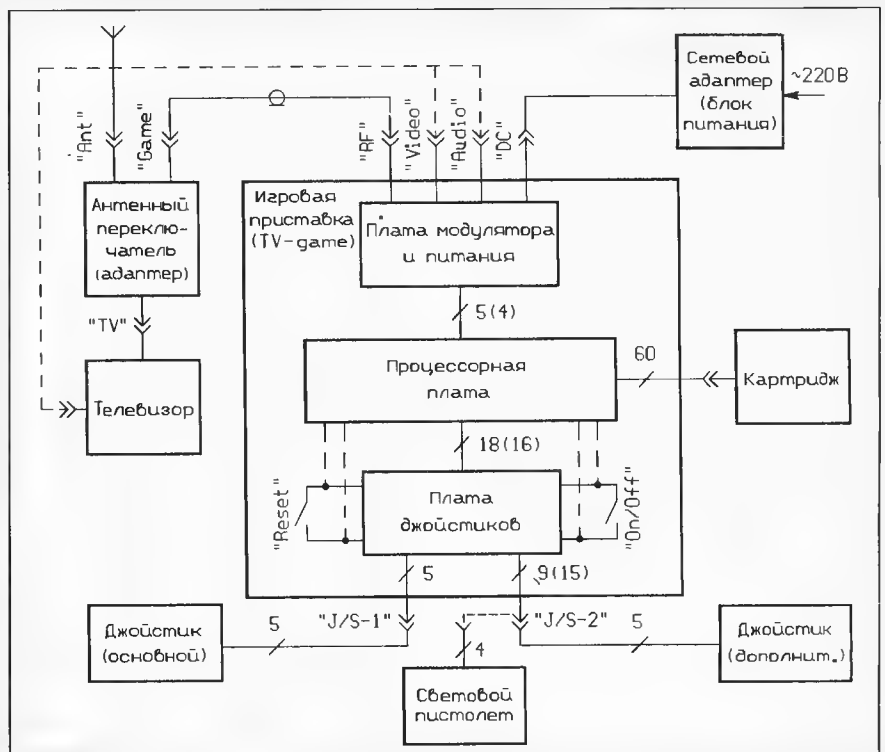 Сетевой
адаптер
(блок
питания)
~220В
"Ant"
"Game"
"RF"
"Video"
"Audio"
"DC"
Антенный
переклю-
чатель
(адаптер)
Игровая
приставка
(TV-game)
Плата модулятора
и питания
"TV"
5(4)
Телевизор
Процессорная
плата
60
Картридж
18(16)
"Reset"
Плата
джойстиков
"On/Off"
5
9(15)
"J/S-1"
"J/S-2"
Джойстик
(основной)
5
4
5
Джойстик
(дополнит.)
Световой
пистолет